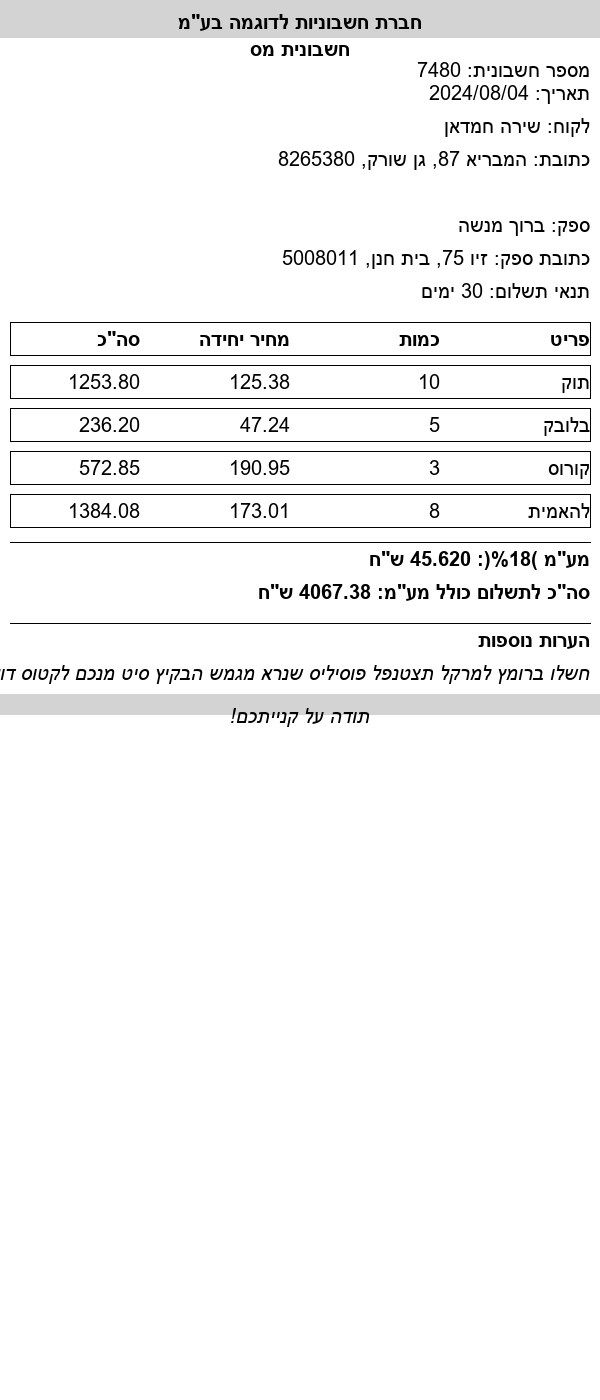 חברת חשבוניות לדוגמה בע"מ
חשבונית מס
מספר חשבונית: 7480
תאריך: 2024/08/04
לקוח: שירה חמדאן
כתובת: המבריא 87, גן שורק, 8265380
ספק: ברוך מנשה
כתובת ספק: זיו 75, בית חנן, 5008011
תנאי תשלום: 30 ימים
פריט כמות מחיר יחידה סה"כ
תוק 10 125.38 1253.80
בלובק 5 47.24 236.20
קורוס 3 190.95 572.85
להאמית 8 173.01 1384.08
מע"מ )18%(: 45.620 ש"ח
סה"כ לתשלום כולל מע"מ: 4067.38 ש"ח
הערות נוספות
חשלו ברומץ למרקל תצטנפל פוסיליס שנרא מגמש הבקיץ סיט מנכם לקטוס
תודה על קנייתכם!